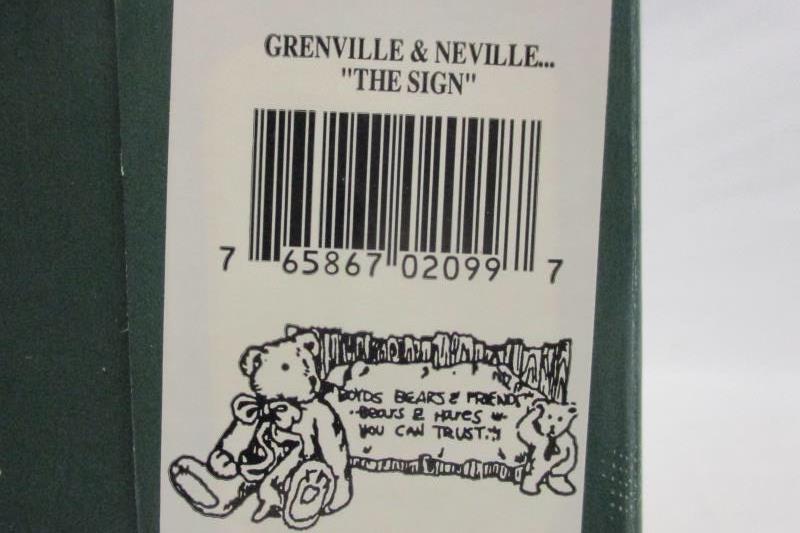 GRENVILLE & NEVILLE...
"THE SIGN"
7 65867 02099 7
BOYDS BEARS & FRIENDS
BEARS & HARES
YOU CAN TRUST